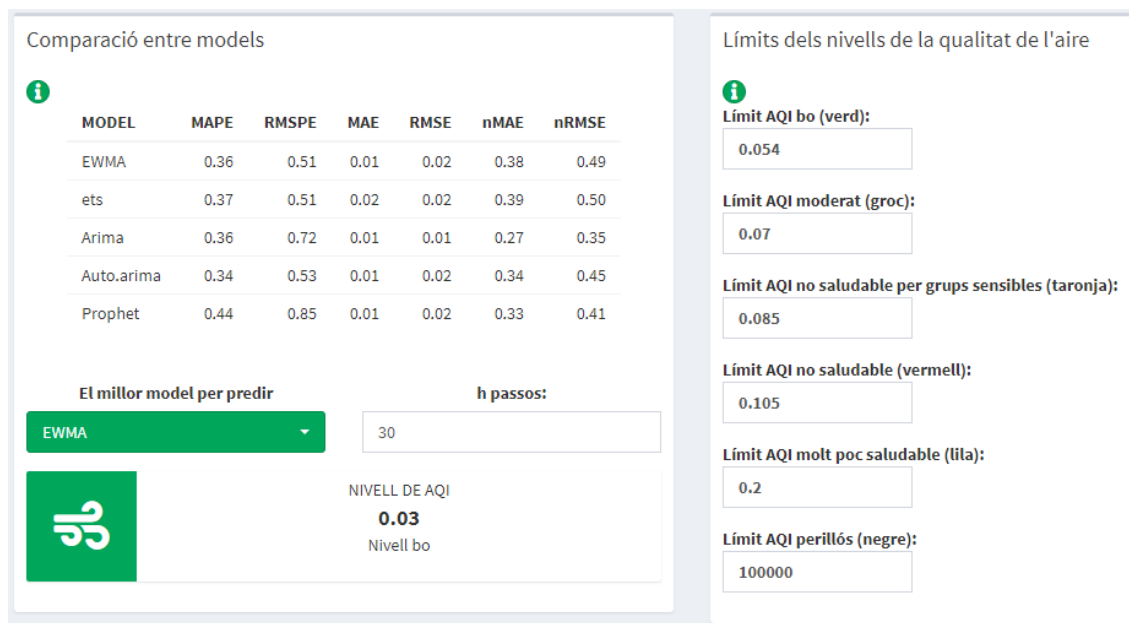 Comparació entre models
MODEL MAPE RMSPE MAE RMSE nMAE nRMSE
EWMA 0.36 0.51 0.01 0.02 0.38 0.49
ets 0.37 0.51 0.02 0.02 0.39 0.50
Arima 0.36 0.72 0.01 0.01 0.27 0.35
Auto.arima 0.34 0.53 0.01 0.02 0.34 0.45
Prophet 0.44 0.85 0.01 0.02 0.33 0.41
El millor model per predir h passos:
EWMA 30
NIVELL DE AQI
0.03
Nivell bo
Límits dels nivells de la qualitat de l'aire
Límit AQI bo (verd):
0.054
Límit AQI moderat (groc):
0.07
Límit AQI no saludable per grups sensibles (taronja):
0.085
Límit AQI no saludable (vermell):
0.105
Límit AQI molt poc saludable (lila):
0.2
Límit AQI perillós (negre):
100000